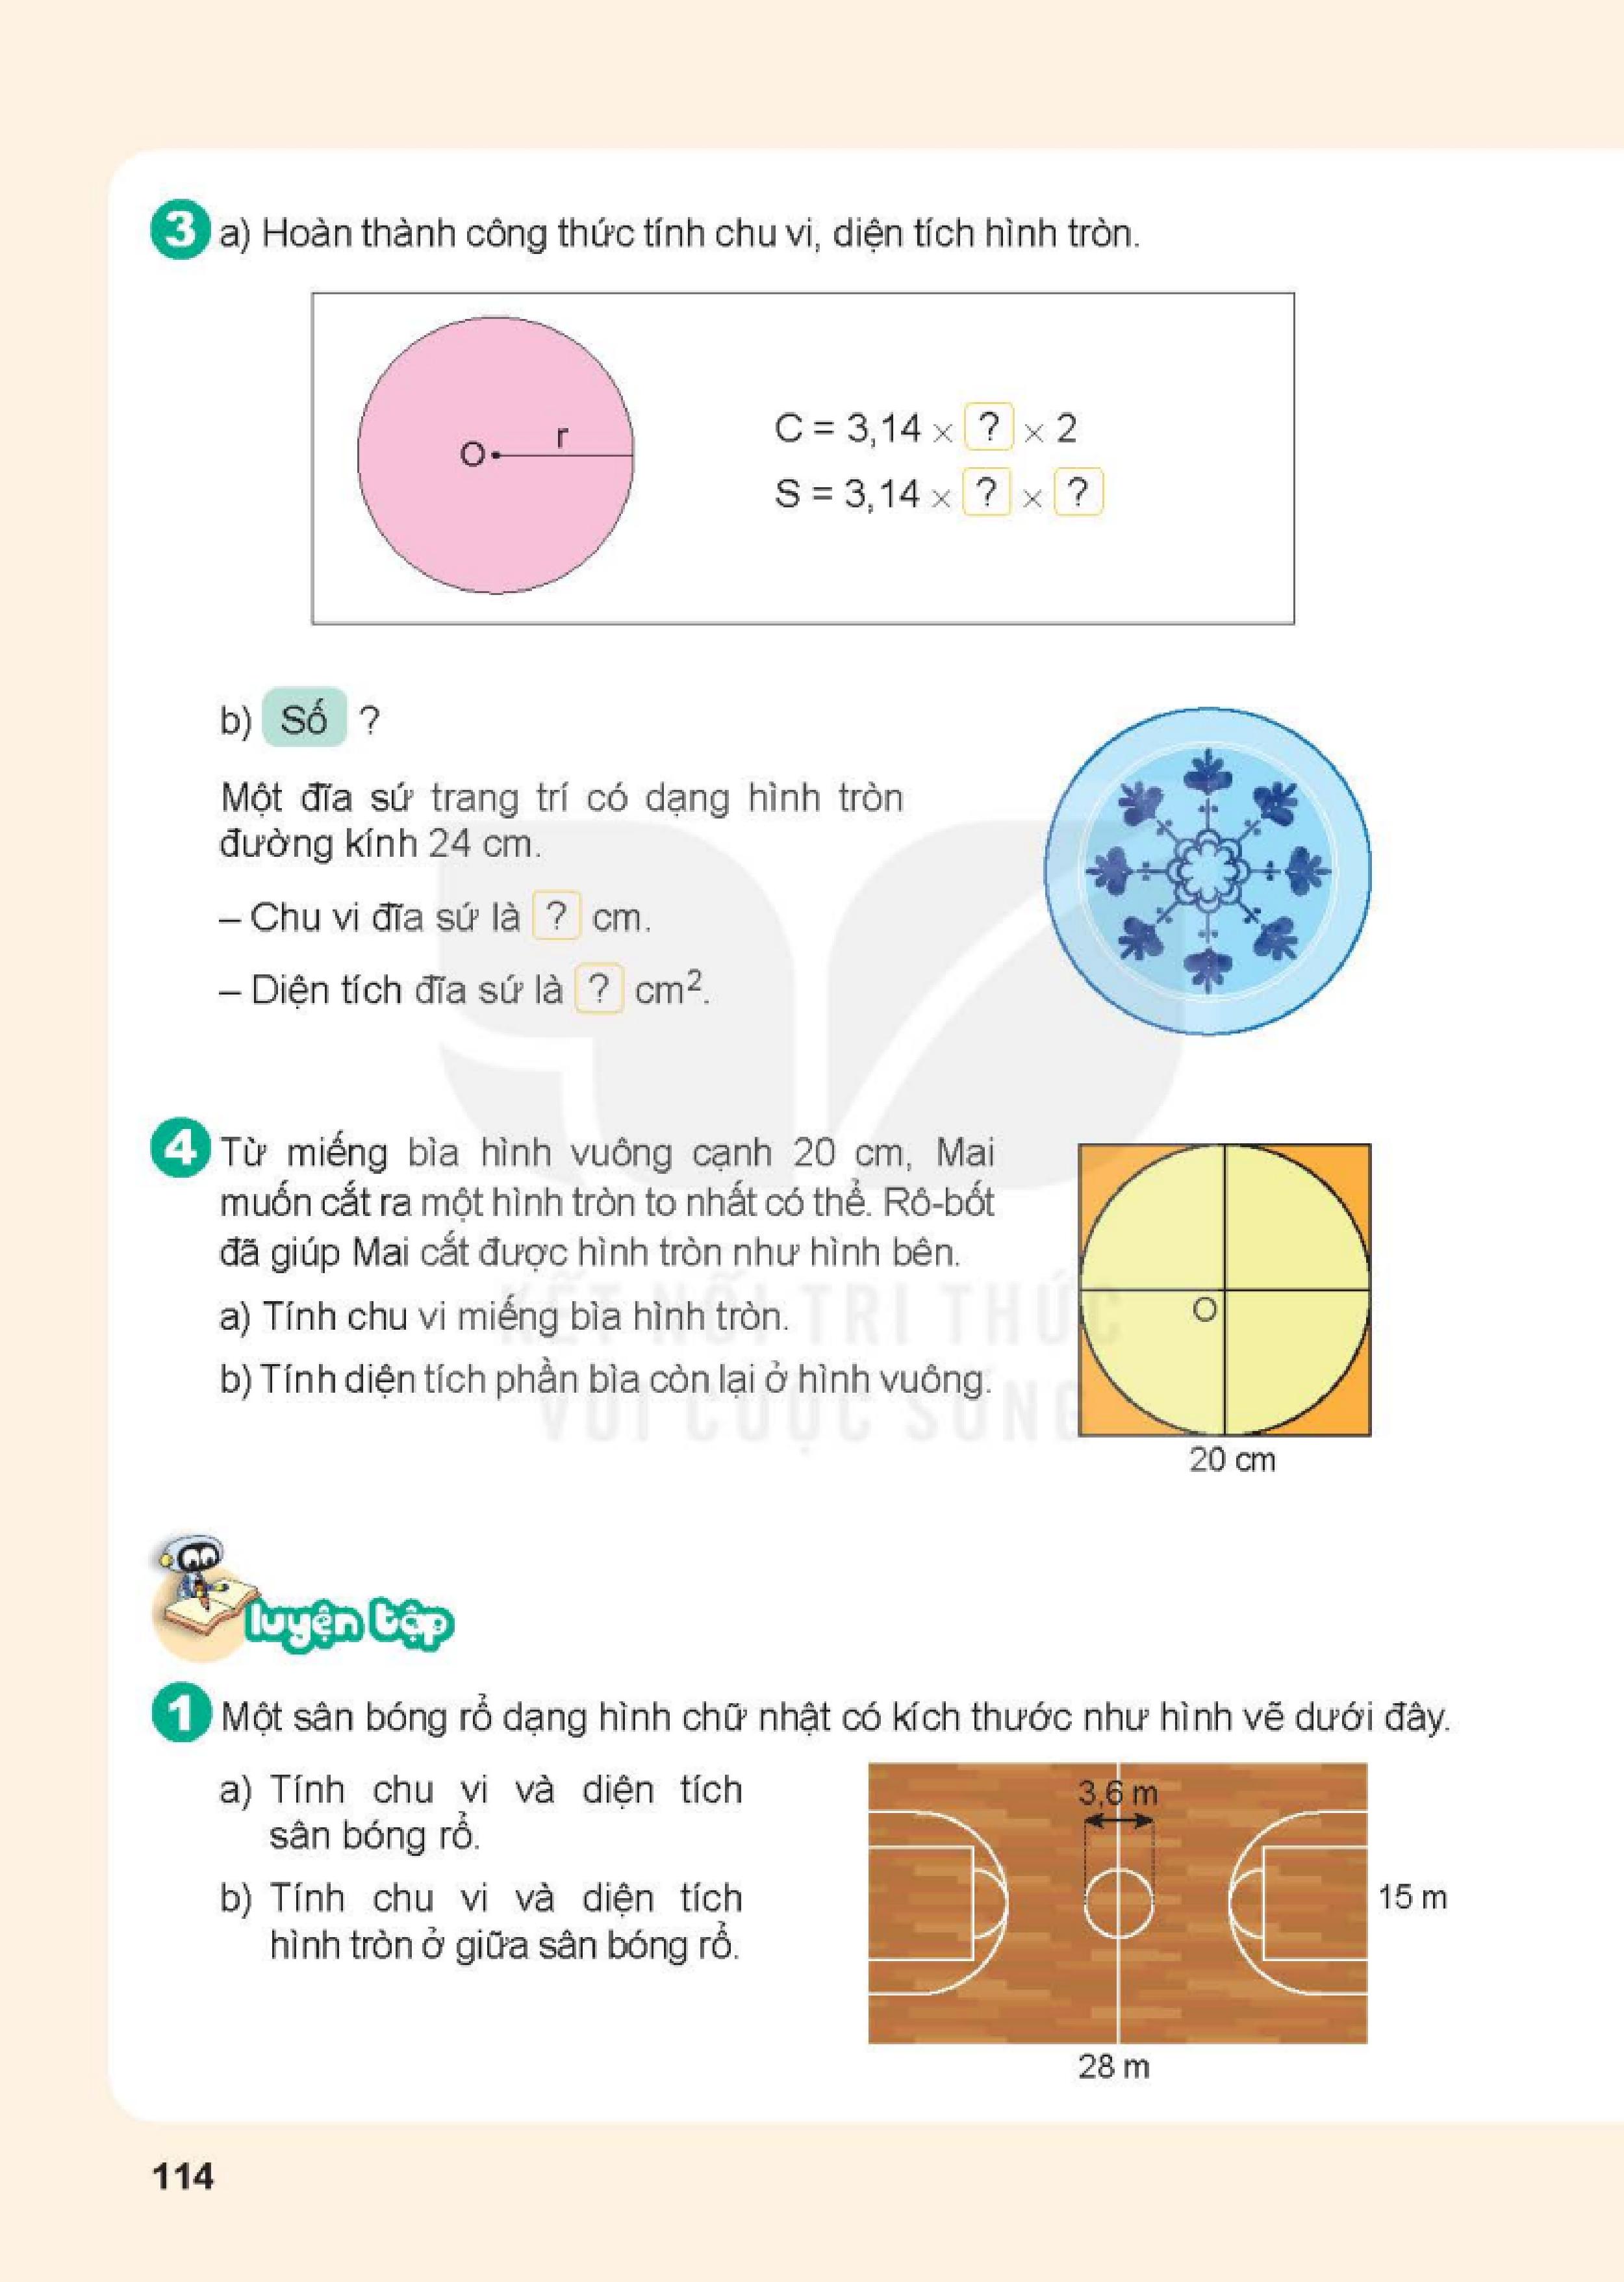 3 a) Hoàn thành công thức tính chu vi, diện tích hình tròn.
O r
C = 3,14 × ? × 2
S = 3,14 × ? × ?
b) Số ?
Một đĩa sứ trang trí có dạng hình tròn
đường kính 24 cm.
– Chu vi đĩa sứ là ? cm.
– Diện tích đĩa sứ là ? cm².
4 Từ miếng bìa hình vuông cạnh 20 cm, Mai
muốn cắt ra một hình tròn to nhất có thể. Rô-bốt
đã giúp Mai cắt được hình tròn như hình bên.
a) Tính chu vi miếng bìa hình tròn.
b) Tính diện tích phần bìa còn lại ở hình vuông.
O
20 cm
KẾT NỐI TRI THỨC
VỚI CUỘC SỐNG
luyện tập
1 Một sân bóng rổ dạng hình chữ nhật có kích thước như hình vẽ dưới đây.
a) Tính chu vi và diện tích
sân bóng rổ.
b) Tính chu vi và diện tích
hình tròn ở giữa sân bóng rổ.
3,6 m
15 m
28 m
114